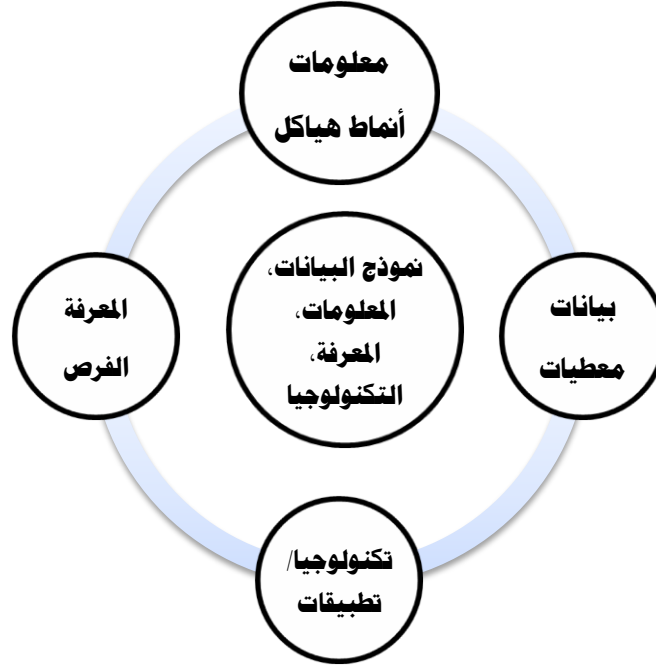 معلومات
أنماط هياكل
نموذج البيانات،
المعلومات،
المعرفة،
التكنولوجيا
بيانات
معطيات
المعرفة
الفرص
تكنولوجيا/
تطبيقات